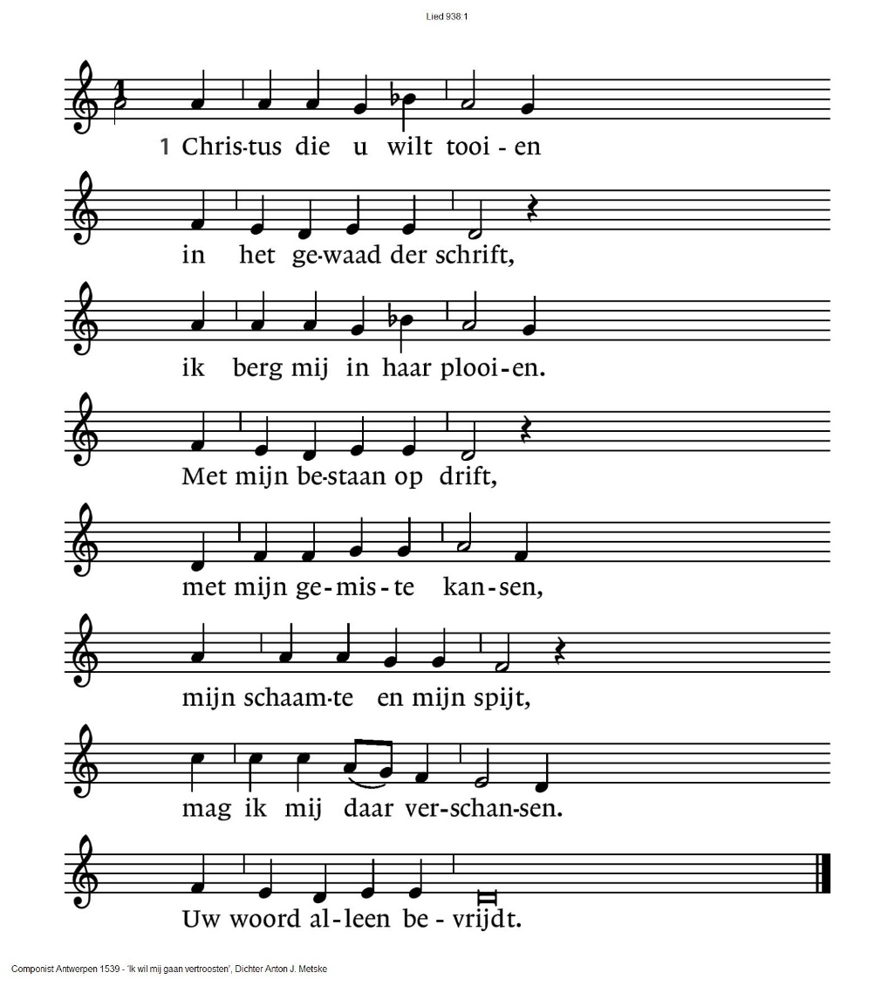 Lied 938:1
1
1 Chris-tus die u wilt tooi - en
in het ge-waad der schrift,
ik berg mij in haar plooi-en.
Met mijn be-staan op drift,
met mijn ge-mis-te kan-sen,
mijn schaam-te en mijn spijt,
mag ik mij daar ver-schan-sen.
Uw woord al-leen be - vrijdt.
Componist Antwerpen 1539 - 'Ik wil mij gaan vertroosten', Dichter Anton J. Metske